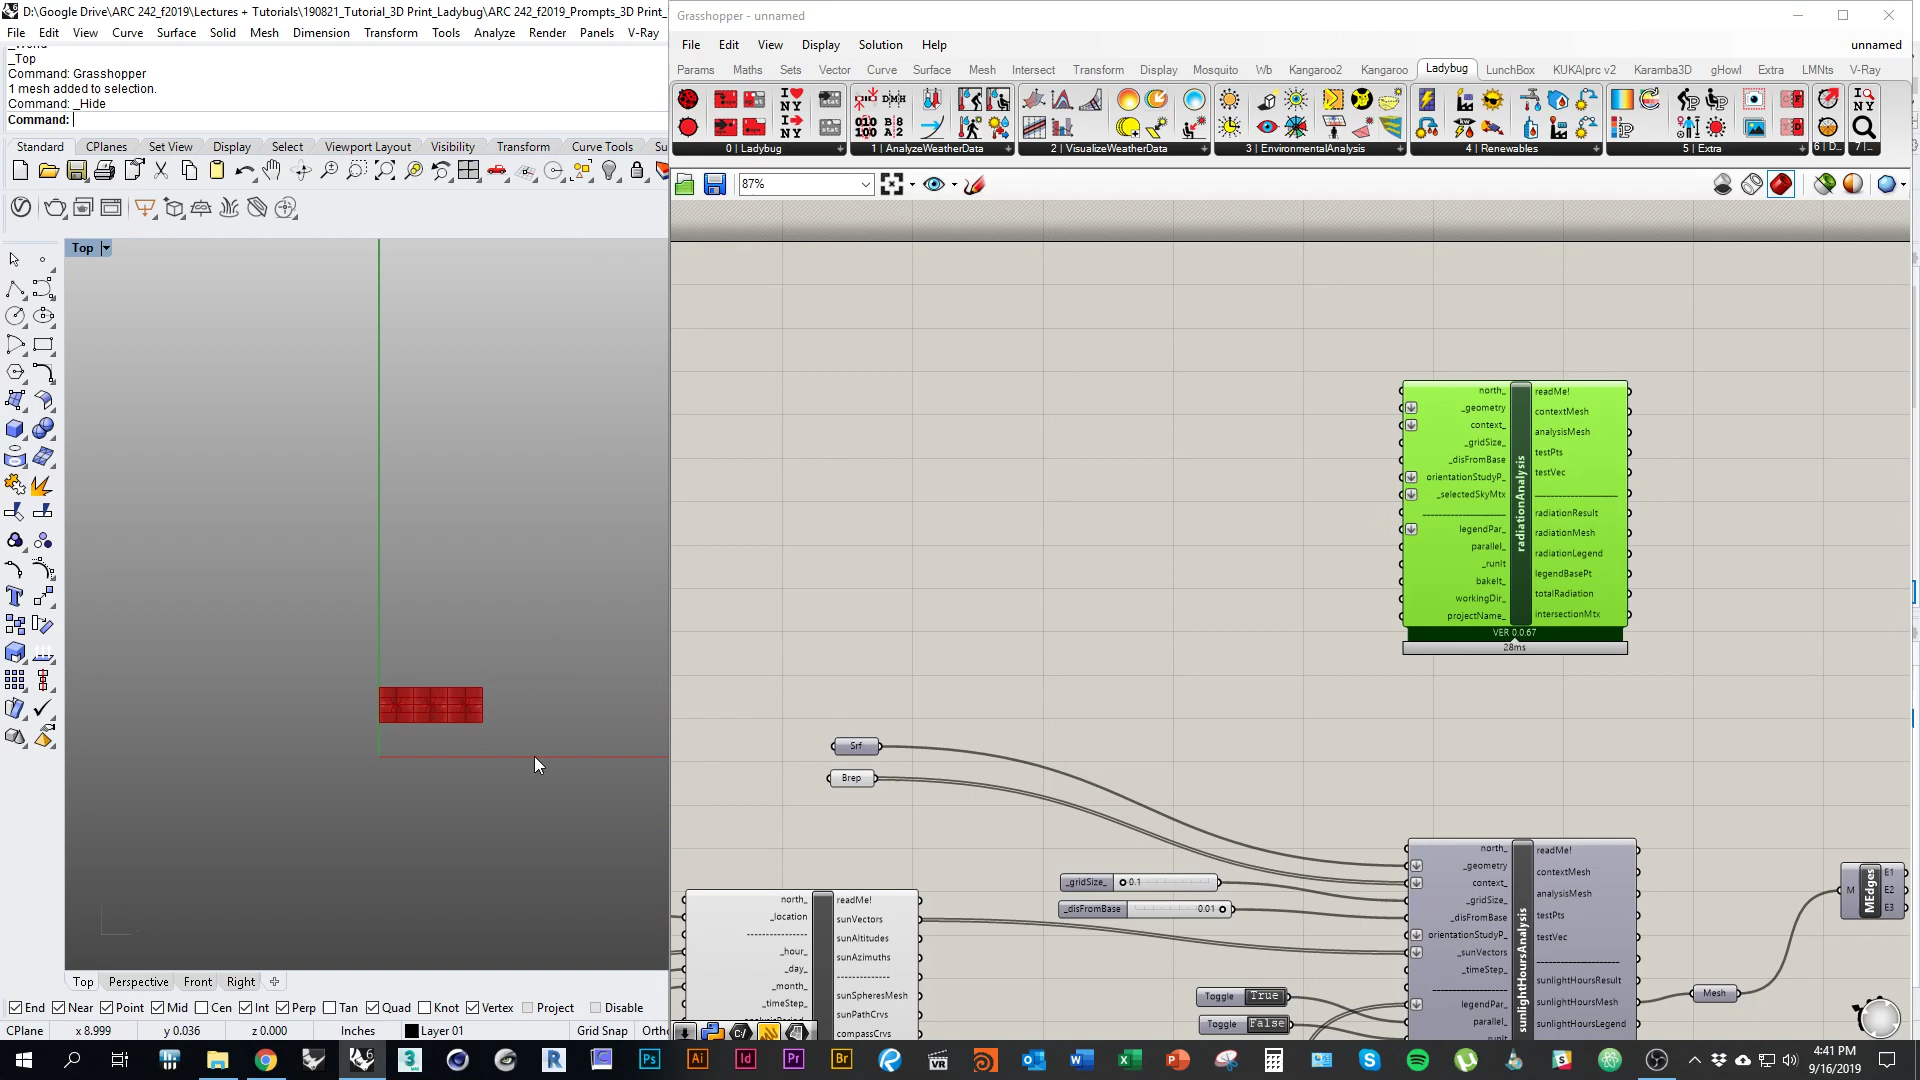 D:\Google Drive\ARC 242_f2019\Lectures + Tutorials\190821_Tutorial_3D Print_Ladybug\ARC 242_f2019_Prompts_3D Print_
File Edit View Curve Surface Solid Mesh Dimension Transform Tools Analyze Render Panels V-Ray
_Top
Command: Grasshopper
1 mesh added to selection.
Command: _Hide
Command:
Standard CPlanes Set View Display Select Viewport Layout Visibility Transform Curve Tools Su
Top
Top Perspective Front Right
End Near Point Mid Cen Int Perp Tan Quad Knot Vertex Project Disable
CPlane x 8.999 y 0.036 z 0.000 Inches Layer 01 Grid Snap Ortho
Grasshopper - unnamed
File Edit View Display Solution Help
unnamed
Params Maths Sets Vector Curve Surface Mesh Intersect Transform Display Mosquito Wb Kangaroo2 Kangaroo Ladybug LunchBox KUKA|prc v2 Karamba3D gHowl Extra LMNts V-Ray
0 | Ladybug
1 | AnalyzeWeatherData
2 | VisualizeWeatherData
3 | EnvironmentalAnalysis
4 | Renewables
5 | Extra
6 | D...
7 |...
87%
north_
_geometry
context_
_gridSize_
_disFromBase
orientationStudyP_
_selectedSkyMtx
legendPar_
parallel_
_runIt
bakeIt_
workingDir_
projectName_
radiationAnalysis
readMe!
contextMesh
analysisMesh
testPts
testVec
radiationResult
radiationMesh
radiationLegend
legendBasePt
totalRadiation
intersectionMtx
VER 0.0.67
28ms
Srf
Brep
_gridSize_ 0.1
_disFromBase 0.01
Toggle True
Toggle False
north_
_location
_hour_
_day_
_month_
_timeStep_
readMe!
sunVectors
sunAltitudes
sunAzimuths
sunSpheresMesh
sunPathCrvs
compassCrvs
north_
_geometry
context_
_gridSize_
_disFromBase
orientationStudyP_
_sunVectors
_timeStep_
legendPar_
parallel_
sunlightHoursAnalysis
readMe!
contextMesh
analysisMesh
testPts
testVec
sunlightHoursResult
sunlightHoursMesh
sunlightHoursLegend
Mesh
M MEdges E1
E2
E3
4:41 PM
9/16/2019